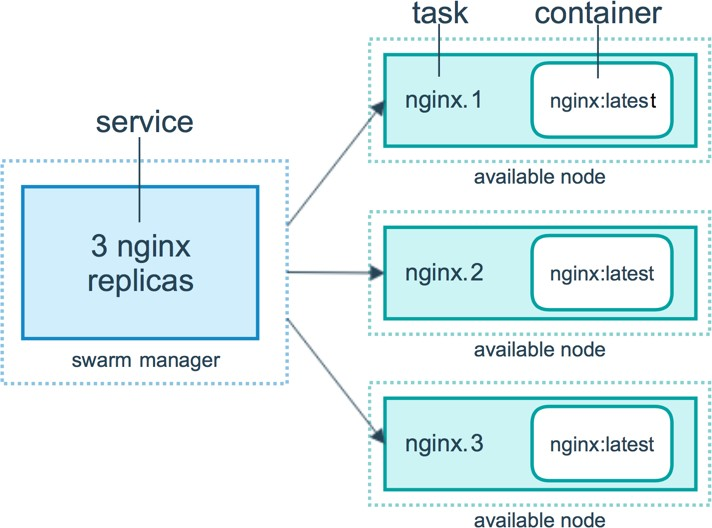 task
container
service
nginx.1
nginx:latest
available node
3 nginx
replicas
swarm manager
nginx.2
nginx:latest
available node
nginx.3
nginx:latest
available node